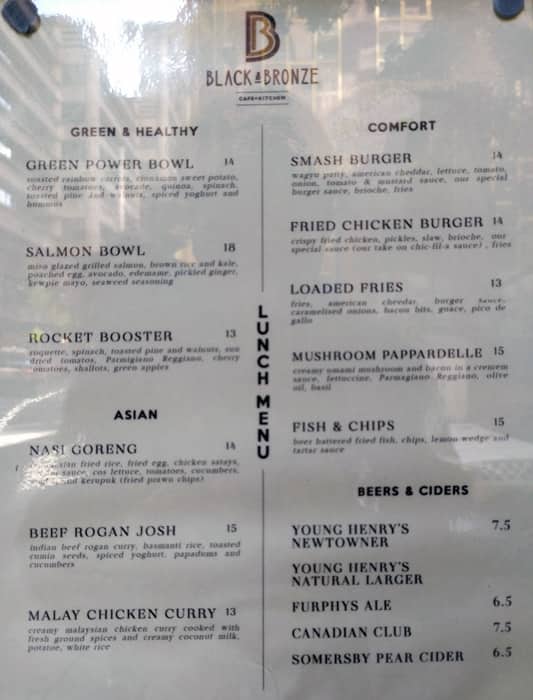 B
BLACK & BRONZE
CAFE+KITCHEN
GREEN & HEALTHY
GREEN POWER BOWL 14
roasted rainbow carrots, cinnamon sweet potato,
cherry tomatoes, avocado, quinoa, spinach,
toasted pine and walnuts, spiced yoghurt and
hummus
SALMON BOWL 18
miso glazed grilled salmon, brown rice and kale,
poached egg, avocado, edemame, pickled ginger,
kewpie mayo, seaweed seasoning
ROCKET BOOSTER 13
roquette, spinach, toasted pine and walnuts, sun
dried tomatos, Parmigiano Reggiano, cherry
tomatoes, shallots, green apples
ASIAN
NASI GORENG 14
fried rice, fried egg, chicken satays,
sauce, cos lettuce, tomatoes, cucumbers,
and kerupuk (fried prawn chips)
BEEF ROGAN JOSH 15
indian beef rogan curry, basmanti rice, toasted
cumin seeds, spiced yoghurt, papadums and
cucumbers
MALAY CHICKEN CURRY 13
creamy malaysian chicken curry cooked with
fresh ground spices and creamy coconut milk,
potatoe, white rice
LUNCH MENU
COMFORT
SMASH BURGER 14
wagyu patty, american cheddar, lettuce, tomato,
onion, tomato & mustard sauce, our special
burger sauce, brioche, fries
FRIED CHICKEN BURGER 14
crispy fried chicken, pickles, slaw, brioche, our
special sauce (our take on chic-fil-a sauce) , fries
LOADED FRIES 13
fries, american chevdar, burger sauce,
caramelised onions, bacon bits, guace, pico de
gallo
MUSHROOM PAPPARDELLE 15
creamy umami mushroom and bacon in a cremem
sauce, fettuccine, Parmagiano Reggiano, olive
oil, basil
FISH & CHIPS 15
beer battered fried fish, chips, lemon wedge and
tartar sauce
BEERS & CIDERS
YOUNG HENRY'S 7.5
NEWTOWNER
YOUNG HENRY'S
NATURAL LARGER
FURPHYS ALE 6.5
CANADIAN CLUB 7.5
SOMERSBY PEAR CIDER 6.5